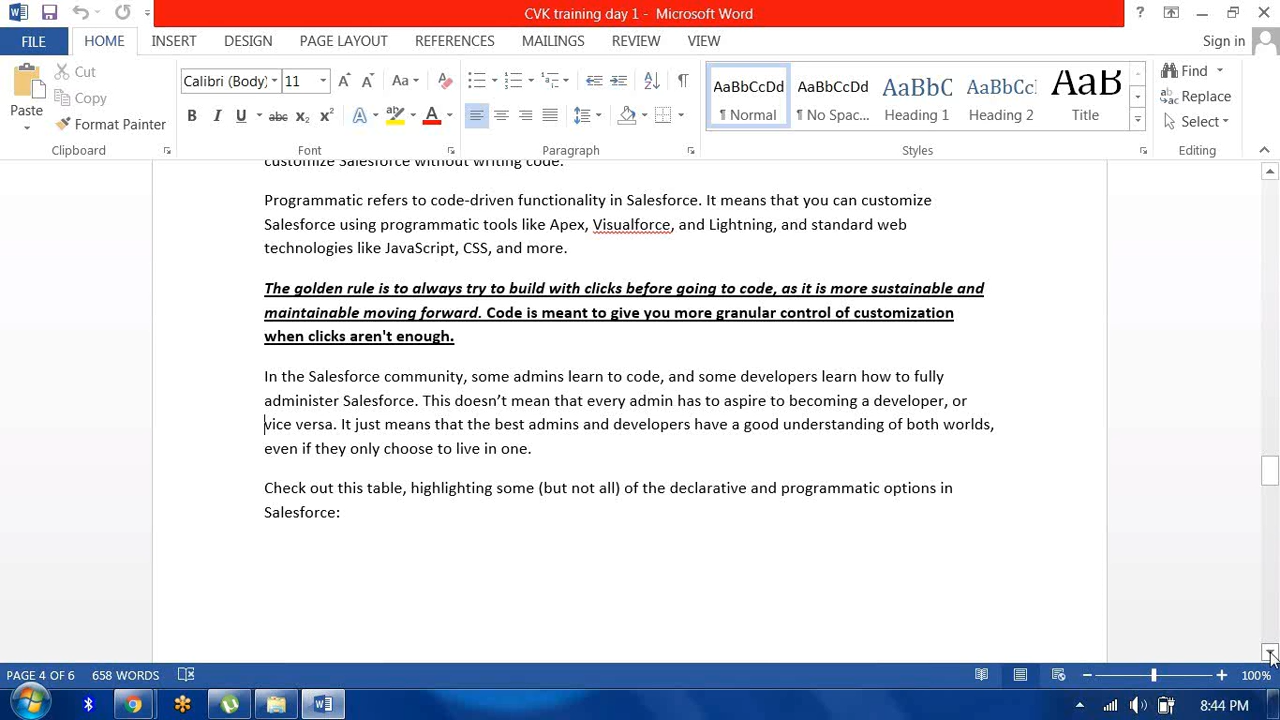 CVK training day 1 - Microsoft Word
?
FILE
HOME
INSERT
DESIGN
PAGE LAYOUT
REFERENCES
MAILINGS
REVIEW
VIEW
Sign in
Paste
Cut
Copy
Format Painter
Clipboard
Calibri (Body)
11
Font
Paragraph
AaBbCcDd
¶ Normal
AaBbCcDd
¶ No Spac...
AaBbC
Heading 1
AaBbCc
Heading 2
AaB
Title
Styles
Find
Replace
Select
Editing
customize Salesforce without writing code.
Programmatic refers to code-driven functionality in Salesforce. It means that you can customize
Salesforce using programmatic tools like Apex, Visualforce, and Lightning, and standard web
technologies like JavaScript, CSS, and more.
The golden rule is to always try to build with clicks before going to code, as it is more sustainable and
maintainable moving forward. Code is meant to give you more granular control of customization
when clicks aren't enough.
In the Salesforce community, some admins learn to code, and some developers learn how to fully
administer Salesforce. This doesn’t mean that every admin has to aspire to becoming a developer, or
vice versa. It just means that the best admins and developers have a good understanding of both worlds,
even if they only choose to live in one.
Check out this table, highlighting some (but not all) of the declarative and programmatic options in
Salesforce:
PAGE 4 OF 6
658 WORDS
100%
8:44 PM